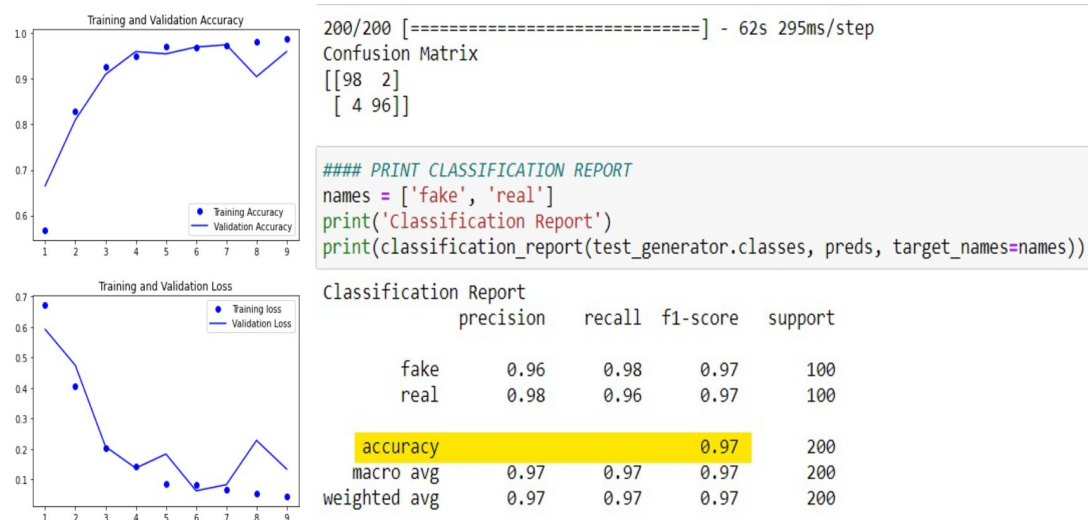 Training and Validation Accuracy
1.0
0.9
0.8
0.7
0.6
Training Accuracy
Validation Accuracy
1 2 3 4 5 6 7 8 9
Training and Validation Loss
0.7
0.6
0.5
0.4
0.3
0.2
0.1
Training loss
Validation Loss
1 2 3 4 5 6 7 8 9
200/200 [==============================] - 62s 295ms/step
Confusion Matrix
[[98 2]
[ 4 96]]
#### PRINT CLASSIFICATION REPORT
names = ['fake', 'real']
print('Classification Report')
print(classification_report(test_generator.classes, preds, target_names=names))
Classification Report
precision recall f1-score support
fake 0.96 0.98 0.97 100
real 0.98 0.96 0.97 100
accuracy 0.97 200
macro avg 0.97 0.97 0.97 200
weighted avg 0.97 0.97 0.97 200